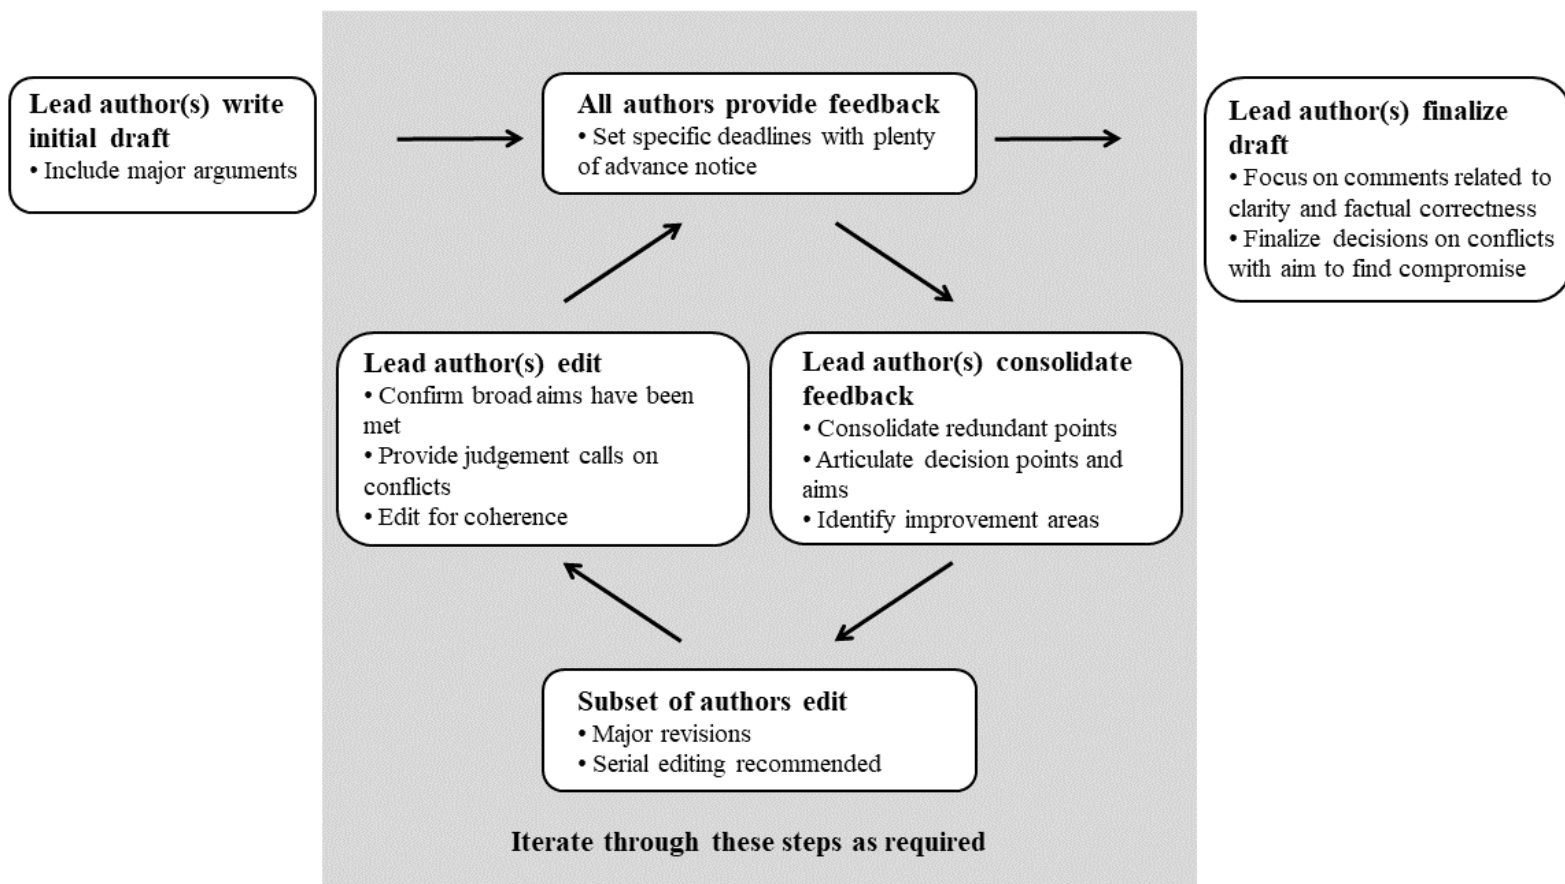 Lead author(s) write
initial draft
• Include major arguments
All authors provide feedback
• Set specific deadlines with plenty
of advance notice
Lead author(s) finalize
draft
• Focus on comments related to
clarity and factual correctness
• Finalize decisions on conflicts
with aim to find compromise
Lead author(s) edit
• Confirm broad aims have been
met
• Provide judgement calls on
conflicts
• Edit for coherence
Lead author(s) consolidate
feedback
• Consolidate redundant points
• Articulate decision points and
aims
• Identify improvement areas
Subset of authors edit
• Major revisions
• Serial editing recommended
Iterate through these steps as required